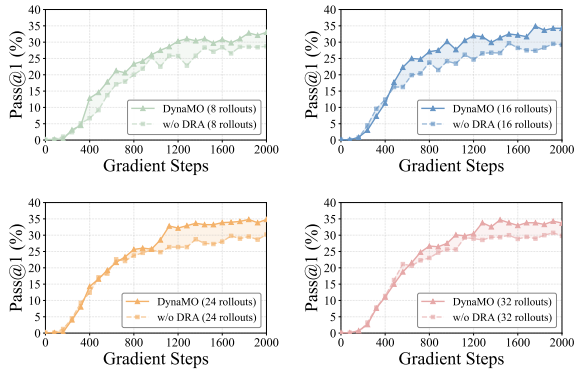 Pass@1 (%)
40
35
30
25
20
15
10
5
0
DynaMO (8 rollouts)
w/o DRA (8 rollouts)
0 400 800 1200 1600 2000
Gradient Steps
Pass@1 (%)
40
35
30
25
20
15
10
5
0
DynaMO (16 rollouts)
w/o DRA (16 rollouts)
0 400 800 1200 1600 2000
Gradient Steps
Pass@1 (%)
40
35
30
25
20
15
10
5
0
DynaMO (24 rollouts)
w/o DRA (24 rollouts)
0 400 800 1200 1600 2000
Gradient Steps
Pass@1 (%)
40
35
30
25
20
15
10
5
0
DynaMO (32 rollouts)
w/o DRA (32 rollouts)
0 400 800 1200 1600 2000
Gradient Steps